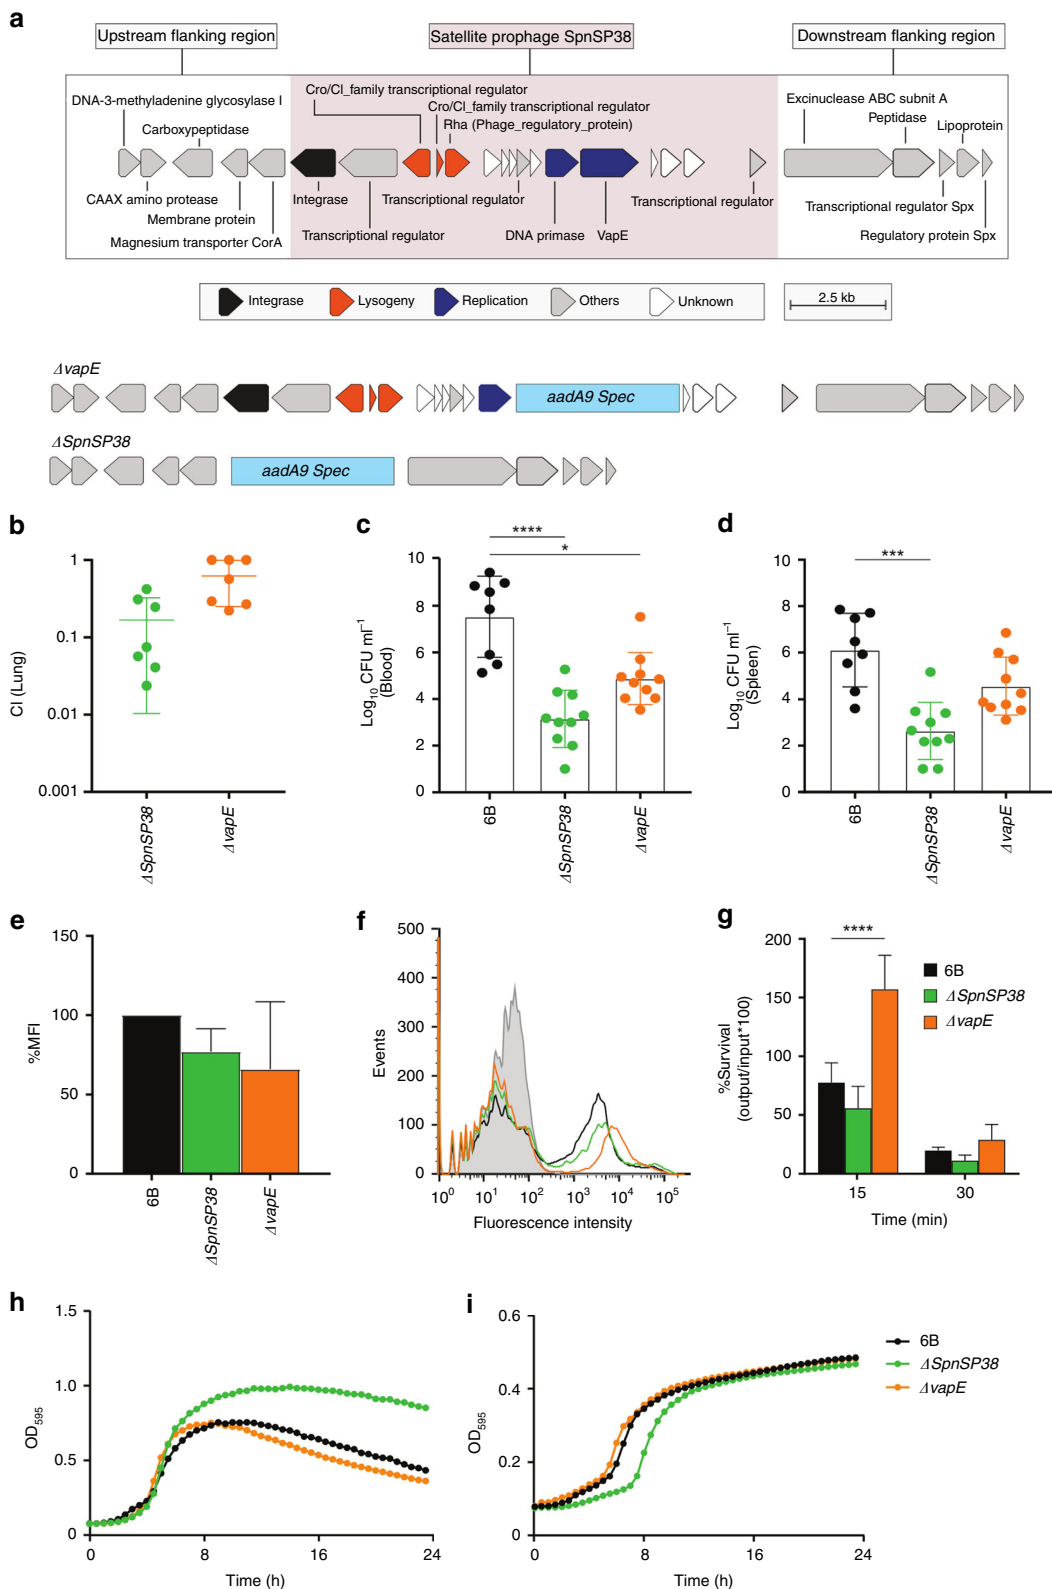 a
Upstream flanking region
Satellite prophage SpnSP38
Downstream flanking region
Cro/Cl_family transcriptional regulator
DNA-3-methyladenine glycosylase I
Cro/Cl_family transcriptional regulator
Excinuclease ABC subnit A
Carboxypeptidase
Rha (Phage_regulatory_protein)
Peptidase
Lipoprotein
CAAX amino protease
Integrase
Transcriptional regulator
Transcriptional regulator
Transcriptional regulator Spx
Membrane protein
Magnesium transporter CorA
Transcriptional regulator
DNA primase
VapE
Regulatory protein Spx
Integrase
Lysogeny
Replication
Others
Unknown
2.5 kb
ΔvapE
aadA9 Spec
ΔSpnSP38
aadA9 Spec
b
CI (Lung)
1
0.1
0.01
0.001
ΔSpnSP38
ΔvapE
c
****
*
Log10 CFU ml−1
(Blood)
10
8
6
4
2
0
6B
ΔSpnSP38
ΔvapE
d
***
Log10 CFU ml−1
(Spleen)
10
8
6
4
2
0
6B
ΔSpnSP38
ΔvapE
e
%MFI
150
100
50
0
6B
ΔSpnSP38
ΔvapE
f
Events
500
400
300
200
100
0
10^0
10^1
10^2
10^3
10^4
10^5
Fluorescence intensity
g
%Survival
(output/input*100)
200
150
100
50
0
****
15
30
Time (min)
6B
ΔSpnSP38
ΔvapE
h
OD595
1.5
1.0
0.5
0
0
8
16
24
Time (h)
i
OD595
0.6
0.4
0.2
0
0
8
16
24
Time (h)
6B
ΔSpnSP38
ΔvapE